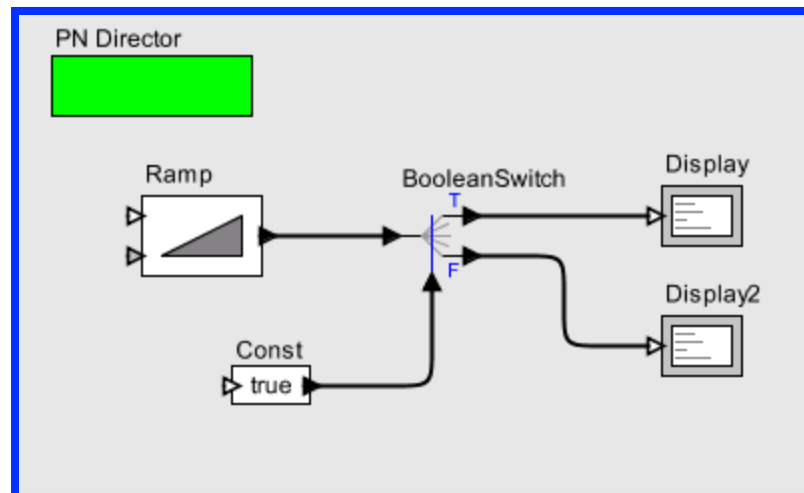 PN Director
Ramp
BooleanSwitch
T
F
Display
Display2
Const
true